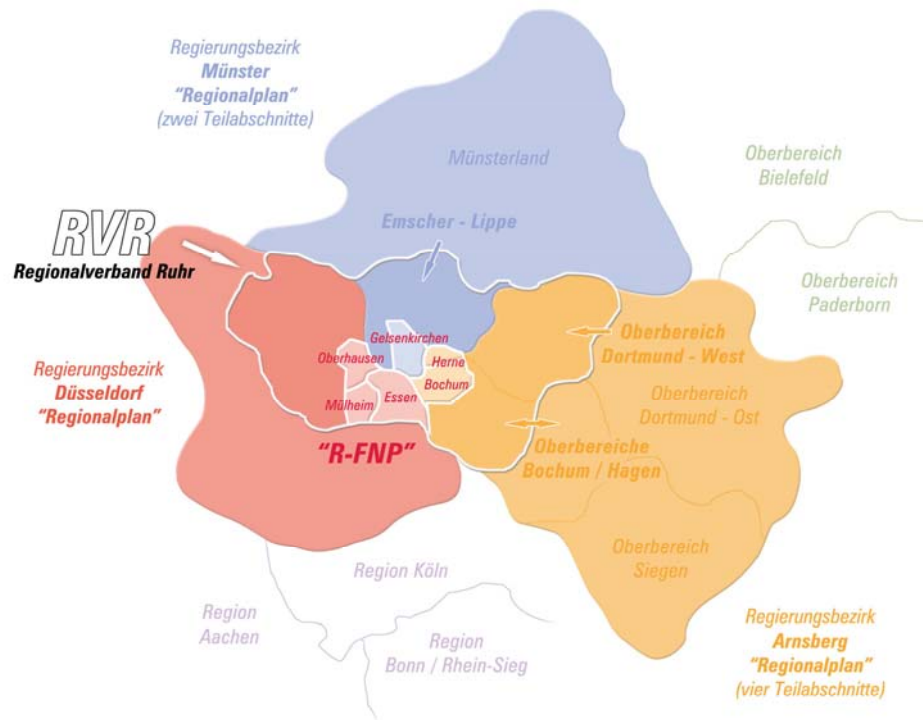 Regierungsbezirk
Münster
"Regionalplan"
(zwei Teilabschnitte)
Münsterland
Oberbereich
Bielefeld
Emscher - Lippe
RVR
Regionalverband Ruhr
Oberbereich
Paderborn
Gelsenkirchen
Oberhausen
Herne
Bochum
Essen
Mülheim
Oberbereich
Dortmund - West
Regierungsbezirk
Düsseldorf
"Regionalplan"
Oberbereich
Dortmund - Ost
"R-FNP"
Oberbereiche
Bochum / Hagen
Oberbereich
Siegen
Region Köln
Region
Aachen
Region
Bonn / Rhein-Sieg
Regierungsbezirk
Arnsberg
"Regionalplan"
(vier Teilabschnitte)